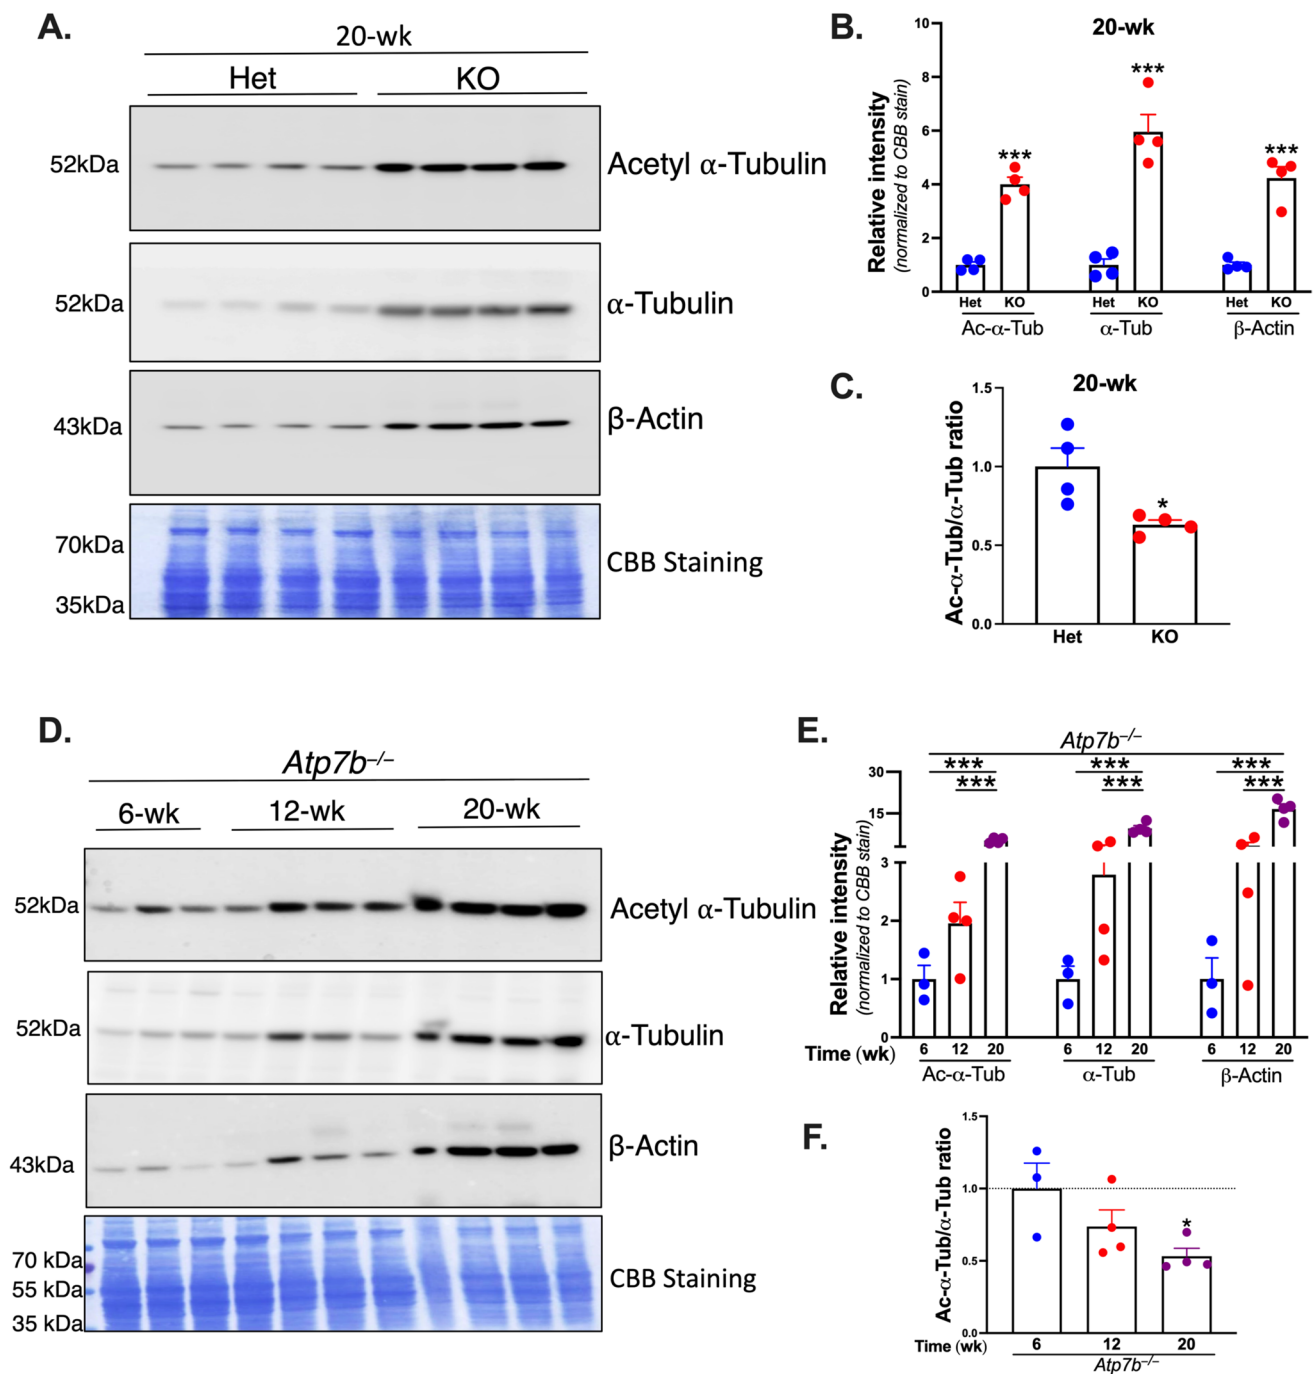 A.
20-wk
Het KO
52kDa Acetyl α-Tubulin
52kDa α-Tubulin
43kDa β-Actin
70kDa
35kDa
CBB Staining
B.
20-wk
Relative intensity
(normalized to CBB stain)
10
8
6
4
2
0
*** *** ***
Het KO Het KO Het KO
Ac-α-Tub α-Tub β-Actin
C.
20-wk
Ac-α-Tub/α-Tub ratio
1.5
1.0
0.5
0.0
*
Het KO
D.
Atp7b–/–
6-wk 12-wk 20-wk
52kDa Acetyl α-Tubulin
52kDa α-Tubulin
43kDa β-Actin
70 kDa
55 kDa
35 kDa
CBB Staining
E.
Atp7b–/–
*** *** ***
*** *** ***
Relative intensity
(normalized to CBB stain)
30
15
3
2
1
0
Time (wk) 6 12 20 6 12 20 6 12 20
Ac-α-Tub α-Tub β-Actin
F.
Ac-α-Tub/α-Tub ratio
1.5
1.0
0.5
0.0
*
Time (wk) 6 12 20
Atp7b–/–